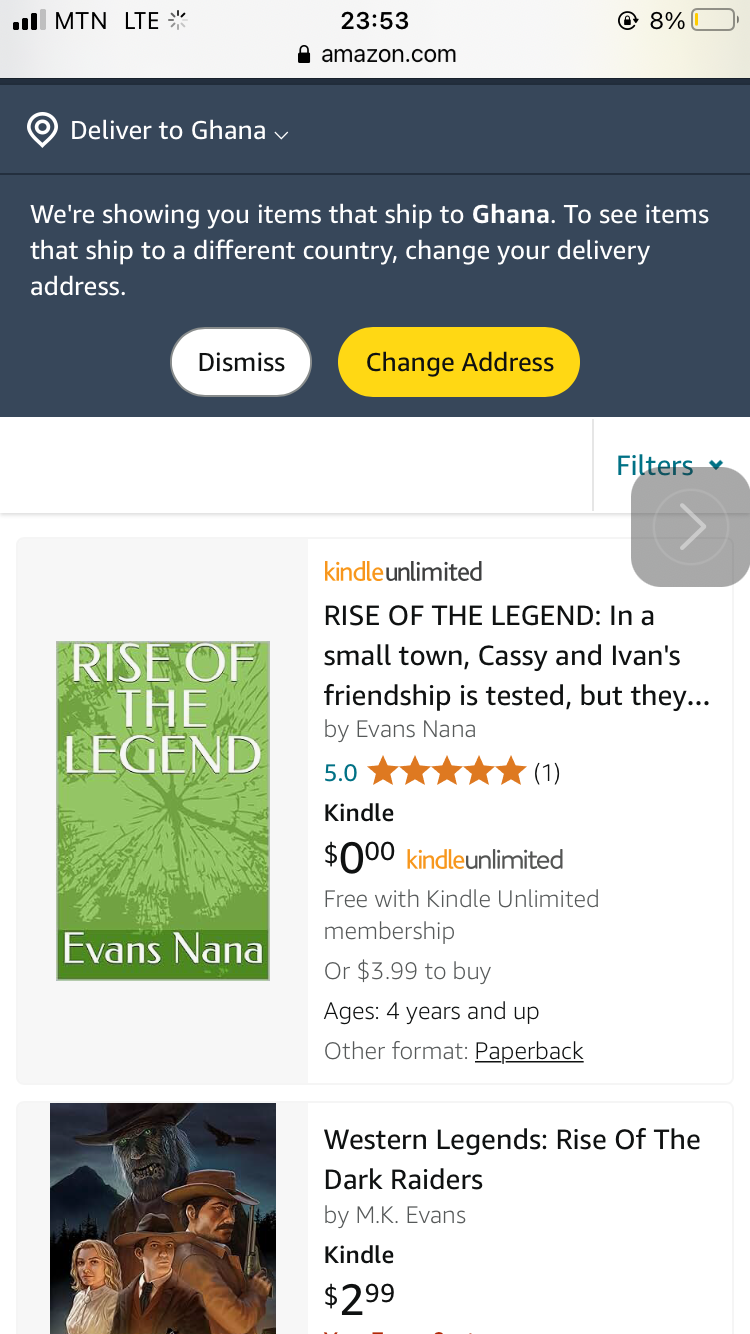 MTN LTE 23:53 8%
amazon.com
Deliver to Ghana
We're showing you items that ship to Ghana. To see items
that ship to a different country, change your delivery
address.
Dismiss Change Address
Filters
kindleunlimited
RISE OF THE LEGEND: In a
small town, Cassy and Ivan's
friendship is tested, but they...
by Evans Nana
5.0 (1)
Kindle
$000 kindleunlimited
Free with Kindle Unlimited
membership
Or $3.99 to buy
Ages: 4 years and up
Other format: Paperback
RISE OF
THE
LEGEND
Evans Nana
Western Legends: Rise Of The
Dark Raiders
by M.K. Evans
Kindle
$299